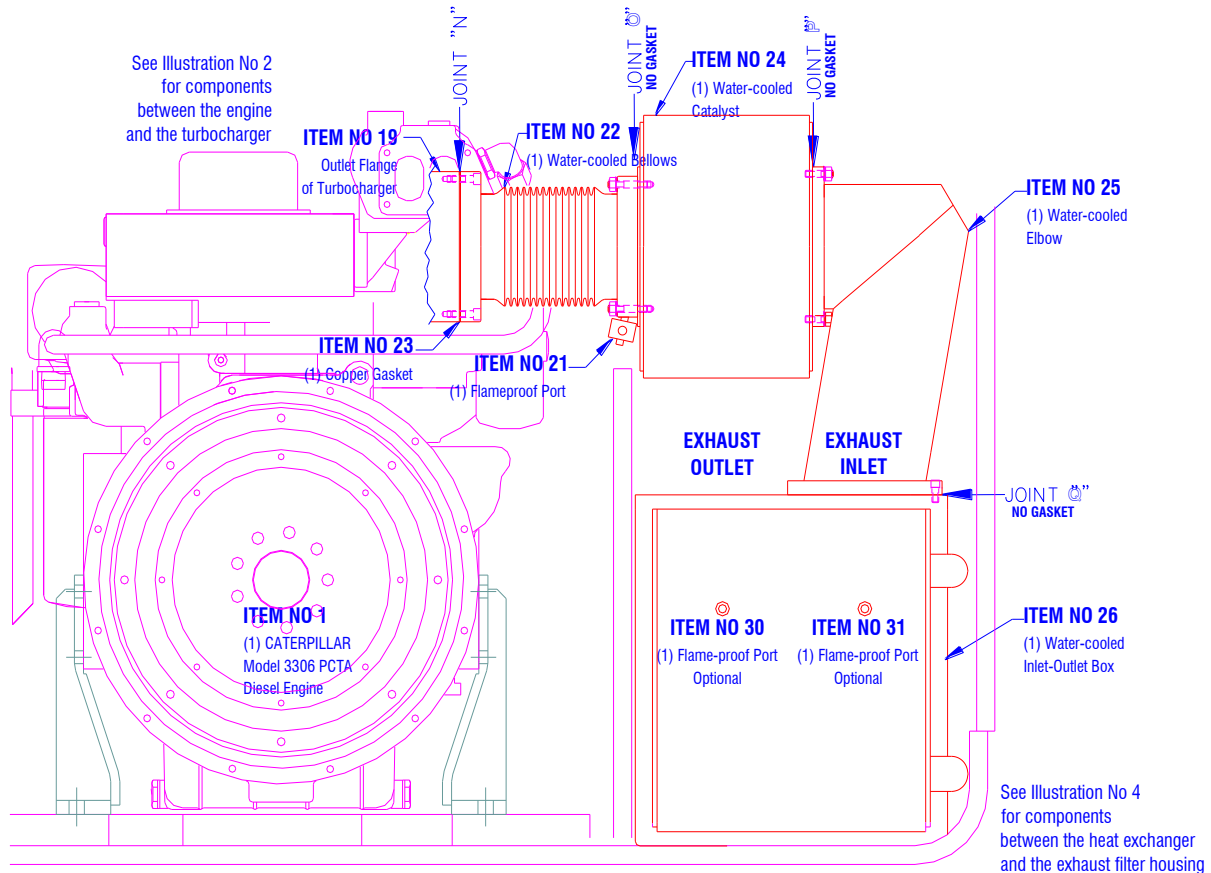 See Illustration No 2
for components
between the engine
and the turbocharger
JOINT "N"
JOINT "O"
NO GASKET
JOINT "P"
NO GASKET
ITEM NO 24
(1) Water-cooled
Catalyst
ITEM NO 19
Outlet Flange
of Turbocharger
ITEM NO 22
(1) Water-cooled Bellows
ITEM NO 25
(1) Water-cooled
Elbow
ITEM NO 23
(1) Copper Gasket
ITEM NO 21
(1) Flameproof Port
EXHAUST
OUTLET
EXHAUST
INLET
JOINT "Q"
NO GASKET
ITEM NO 1
(1) CATERPILLAR
Model 3306 PCTA
Diesel Engine
ITEM NO 30
(1) Flame-proof Port
Optional
ITEM NO 31
(1) Flame-proof Port
Optional
ITEM NO 26
(1) Water-cooled
Inlet-Outlet Box
See Illustration No 4
for components
between the heat exchanger
and the exhaust filter housing